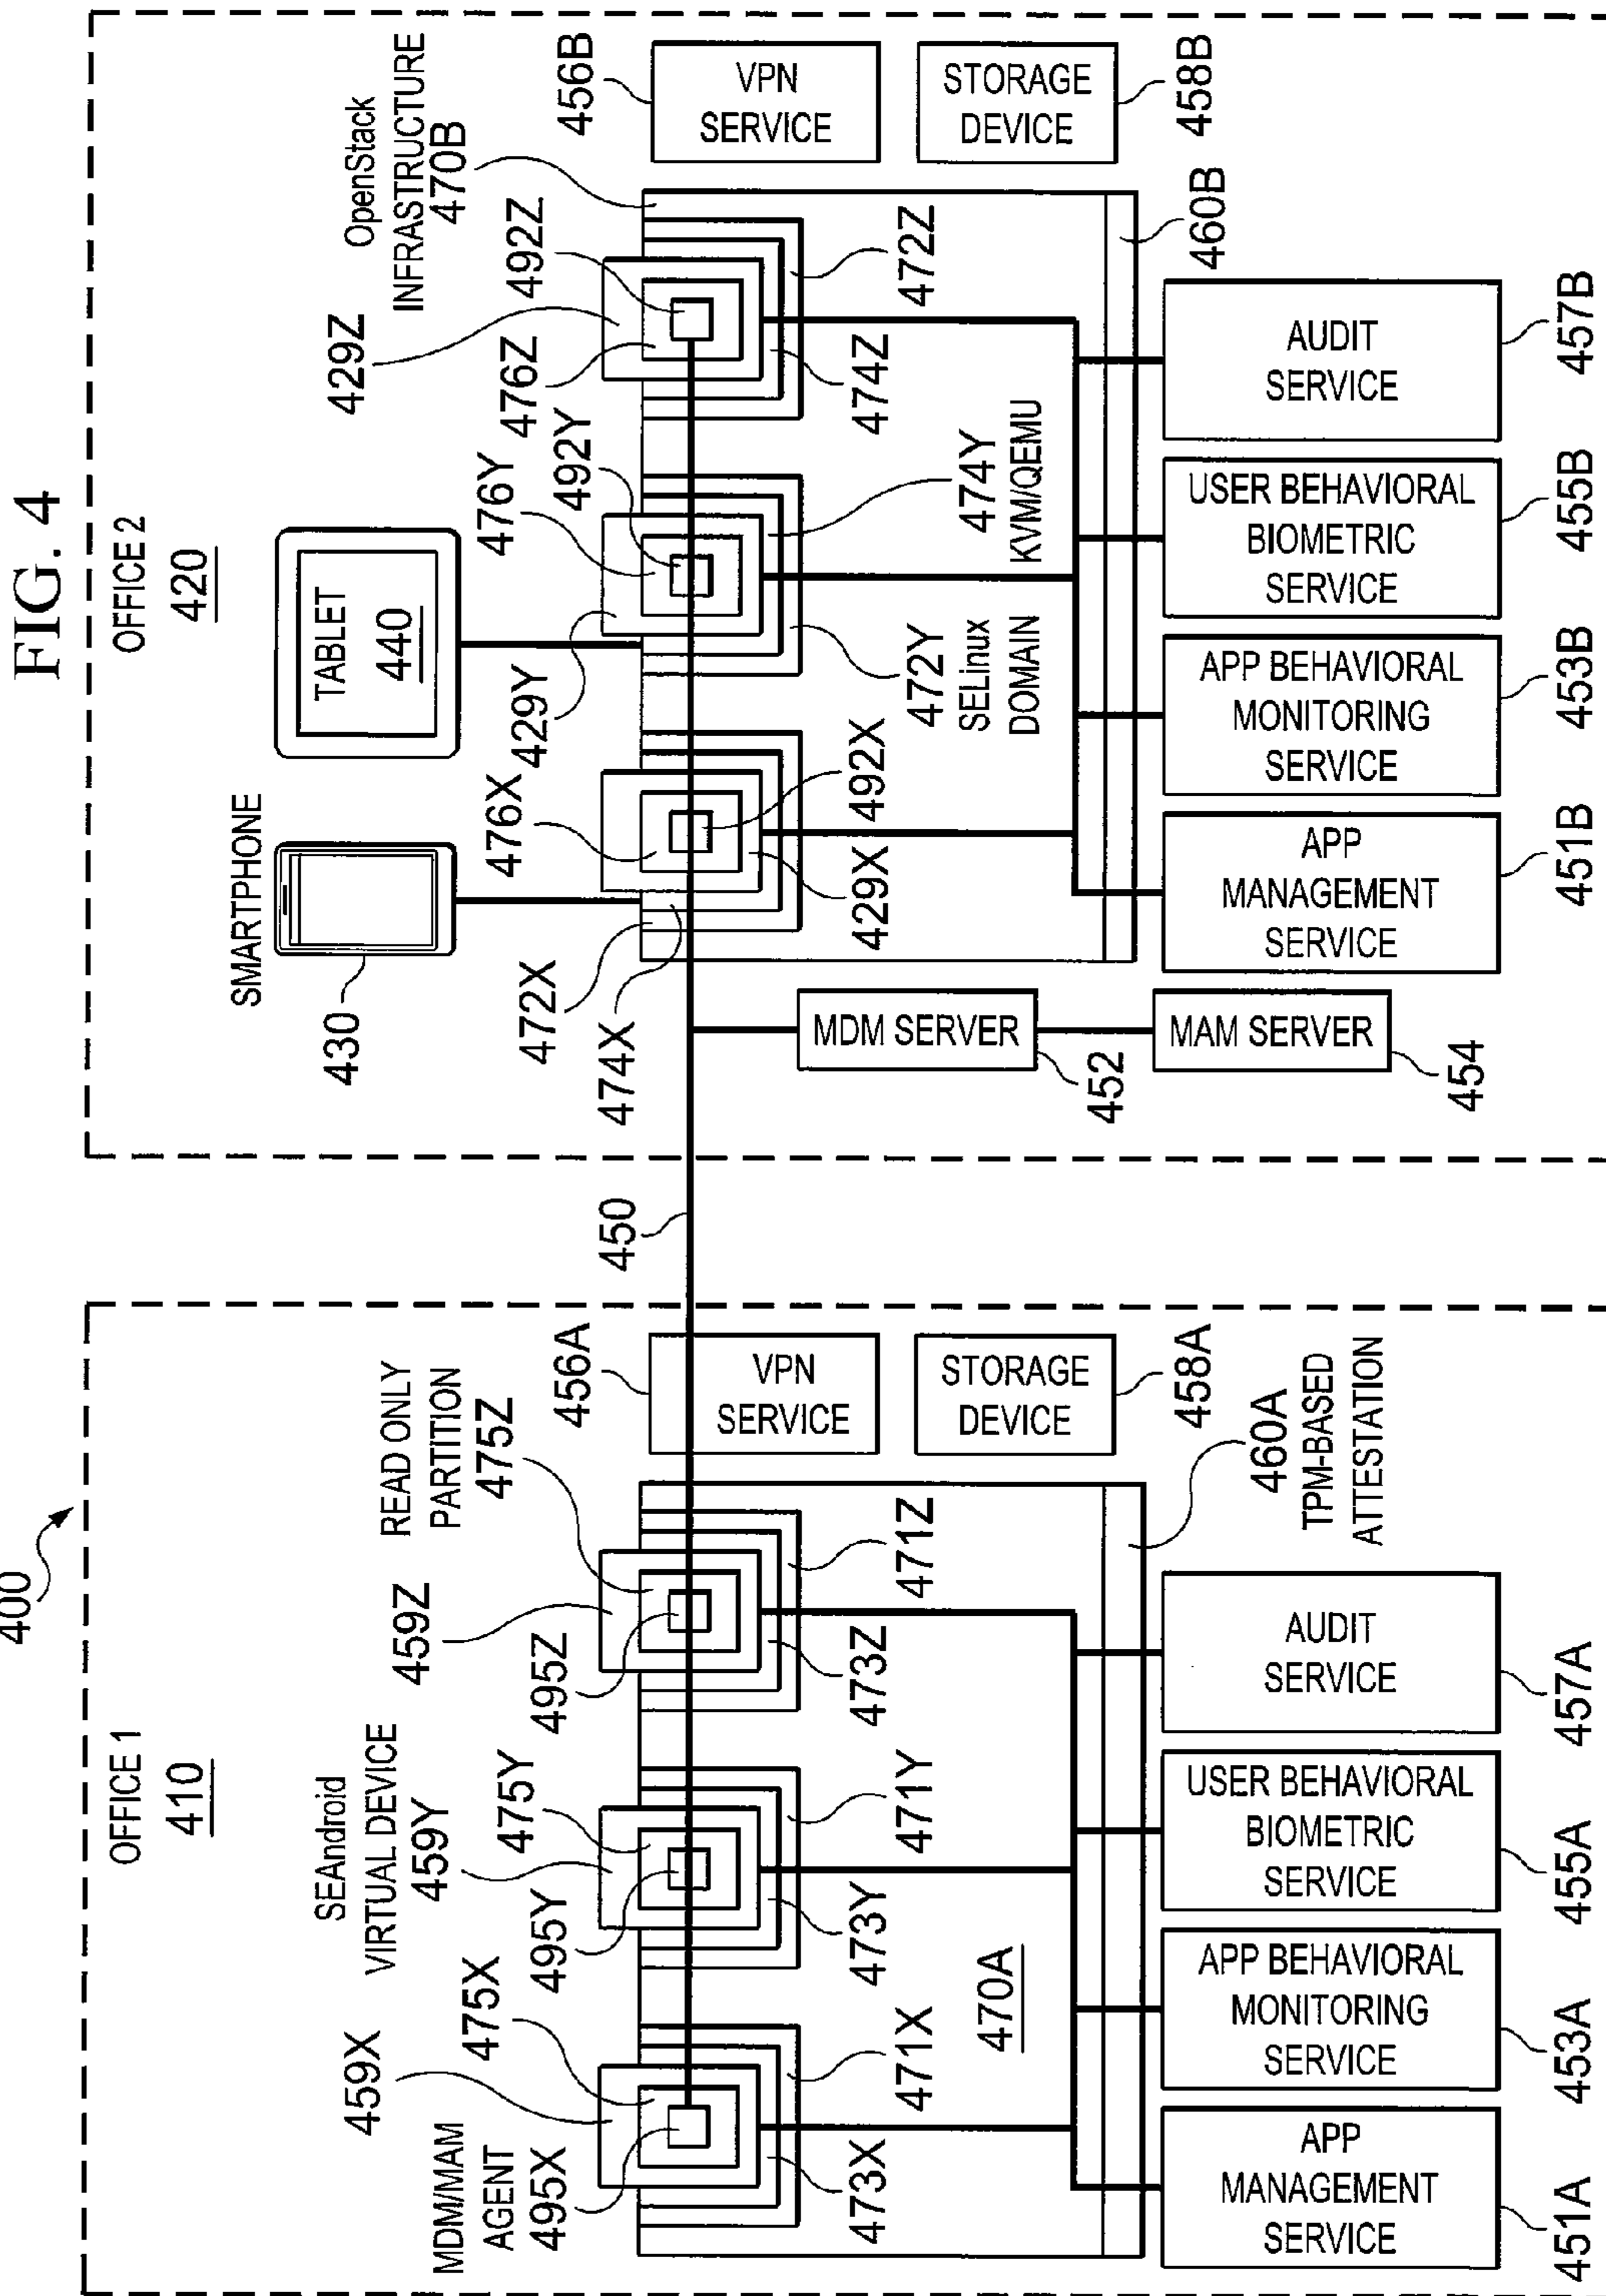 FIG. 4
400
OFFICE 1
410
SEAndroid
VIRTUAL DEVICE
459Y
459X
475X
MDM/MAM
AGENT
495X
475Y
495Y
459Z
READ ONLY
PARTITION
475Z
495Z
473X
471X
473Y
471Y
473Z
471Z
470A
456A
VPN
SERVICE
STORAGE
DEVICE
458A
460A
TPM-BASED
ATTESTATION
APP
MANAGEMENT
SERVICE
451A
APP BEHAVIORAL
MONITORING
SERVICE
453A
USER BEHAVIORAL
BIOMETRIC
SERVICE
455A
AUDIT
SERVICE
457A
450
OFFICE 2
420
SMARTPHONE
430
TABLET
440
OpenStack
INFRASTRUCTURE
470B
472X
474X
476X
429X
492X
429Y
476Y
492Y
472Y
SELinux
DOMAIN
474Y
KVM/QEMU
429Z
476Z
492Z
474Z
472Z
456B
VPN
SERVICE
STORAGE
DEVICE
458B
460B
MDM SERVER
452
MAM SERVER
454
APP
MANAGEMENT
SERVICE
451B
APP BEHAVIORAL
MONITORING
SERVICE
453B
USER BEHAVIORAL
BIOMETRIC
SERVICE
455B
AUDIT
SERVICE
457B